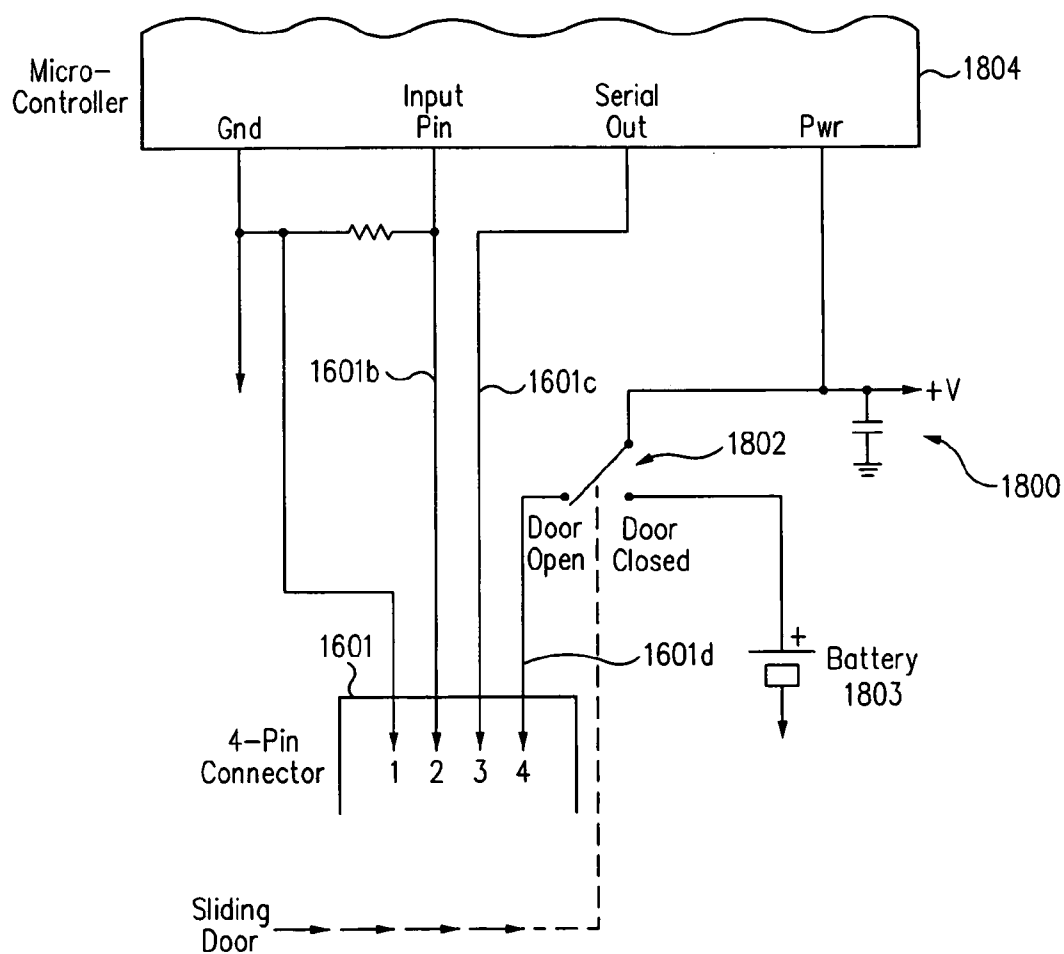 Micro-
Controller
Gnd
Input
Pin
Serial
Out
Pwr
1804
1601b
1601c
+V
1802
1800
Door
Open
Door
Closed
1601
1601d
+
Battery
1803
4-Pin
Connector
1 2 3 4
Sliding
Door